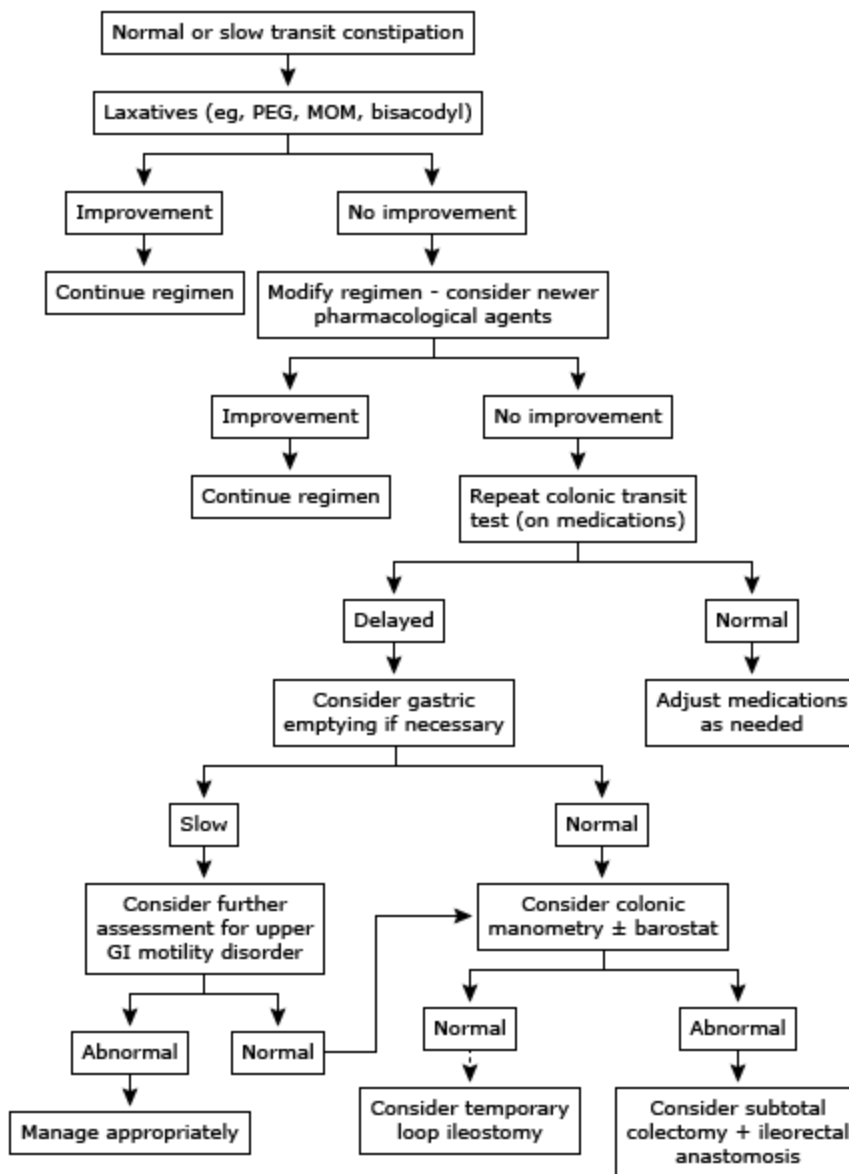 Normal or slow transit constipation
Laxatives (eg, PEG, MOM, bisacodyl)
Improvement
No improvement
Continue regimen
Modify regimen - consider newer
pharmacological agents
Improvement
No improvement
Continue regimen
Repeat colonic transit
test (on medications)
Delayed
Normal
Consider gastric
emptying if necessary
Adjust medications
as needed
Slow
Normal
Consider further
assessment for upper
GI motility disorder
Consider colonic
manometry ± barostat
Abnormal
Normal
Normal
Abnormal
Manage appropriately
Consider temporary
loop ileostomy
Consider subtotal
colectomy + ileorectal
anastomosis